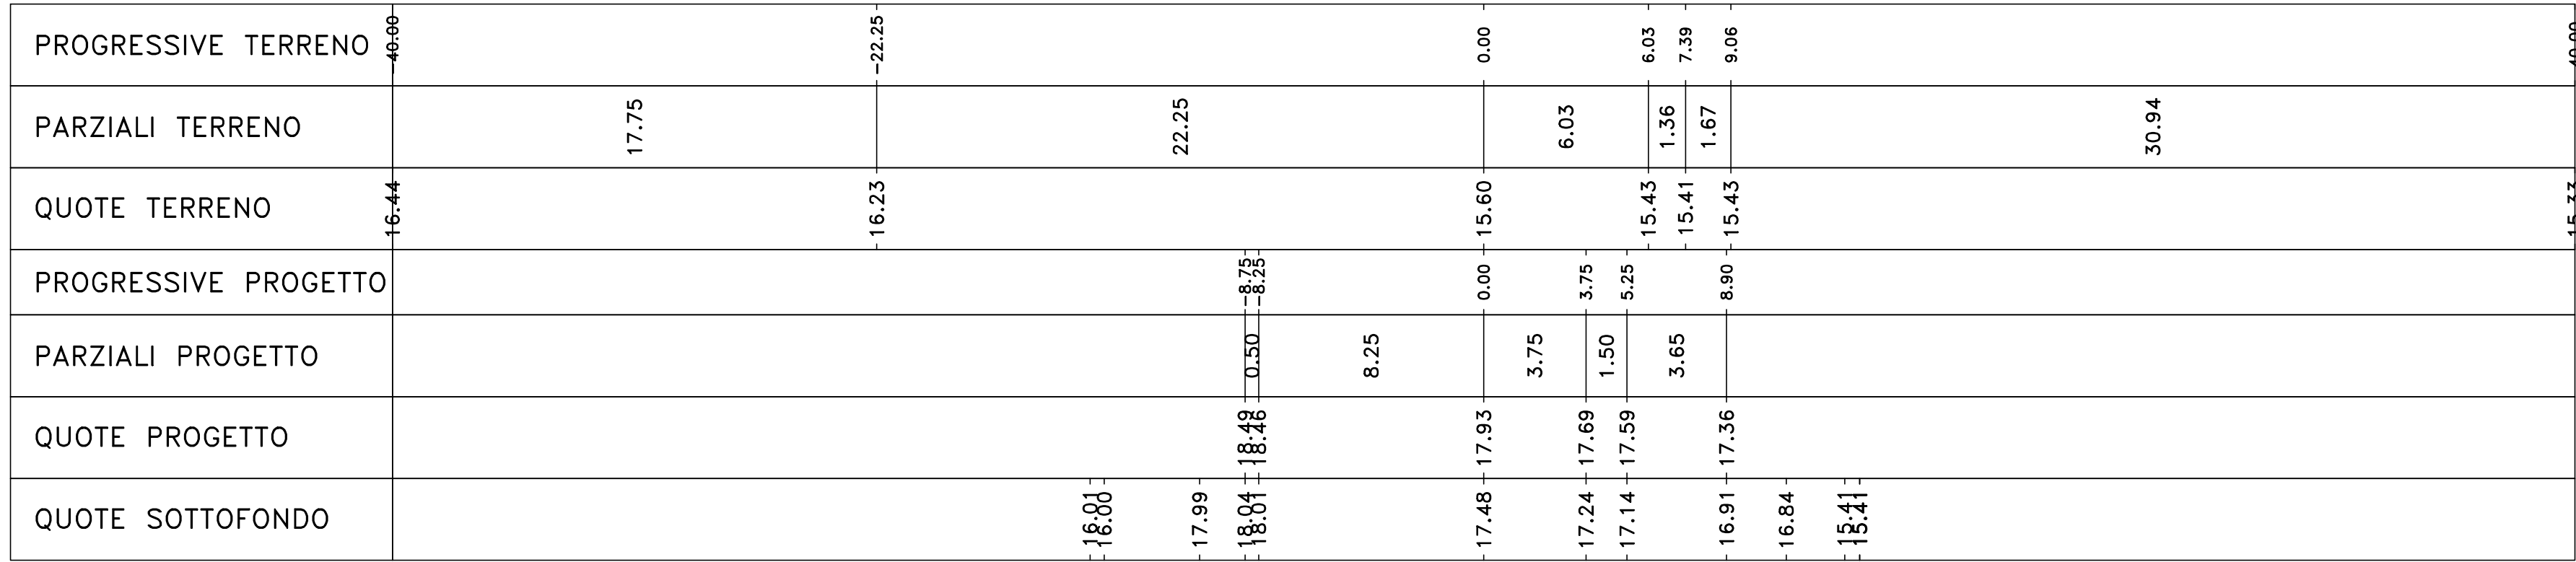 PROGRESSIVE TERRENO -40.00 -22.25 0.00 6.03 7.39 9.06 40.00
PARZIALI TERRENO 17.75 22.25 6.03 1.36 1.67 30.94
QUOTE TERRENO 16.44 16.23 15.60 15.43 15.41 15.43 15.33
PROGRESSIVE PROGETTO -8.75 -8.25 0.00 3.75 5.25 8.90
PARZIALI PROGETTO 0.50 8.25 3.75 1.50 3.65
QUOTE PROGETTO 18.49 18.46 17.93 17.69 17.59 17.36
QUOTE SOTTOFONDO 16.01 16.00 17.99 18.04 18.01 17.48 17.24 17.14 16.91 16.84 15.41 15.41